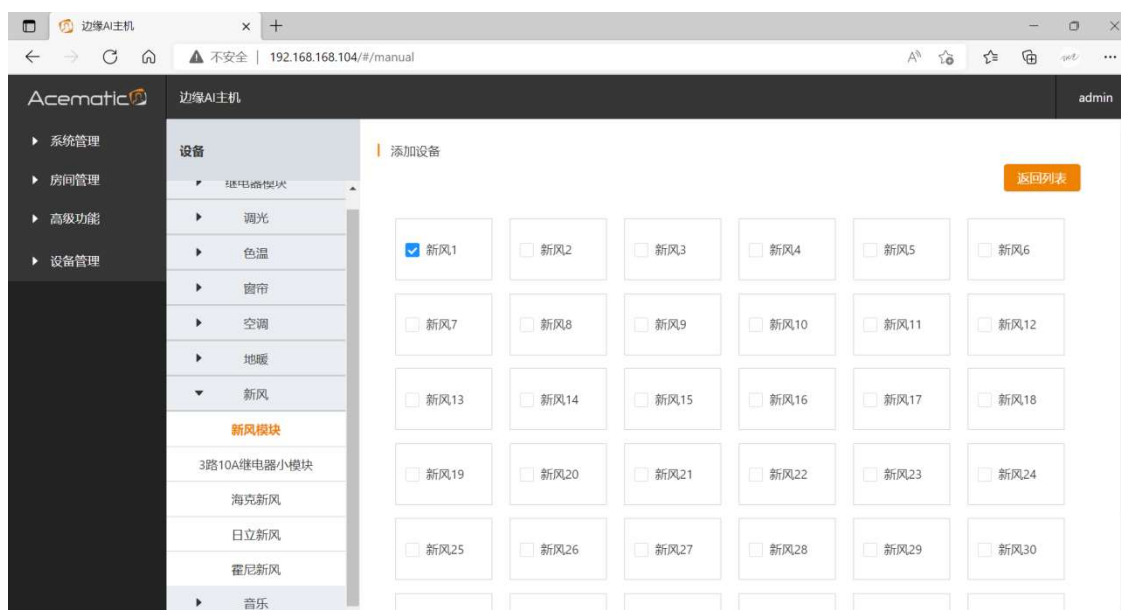 边缘AI主机
不安全 | 192.168.168.104/#/manual
Acematic 边缘AI主机 admin
系统管理
房间管理
高级功能
设备管理
设备
继电器模块
调光
色温
窗帘
空调
地暖
新风
新风模块
3路10A继电器小模块
海克新风
日立新风
霍尼新风
音乐
添加设备
返回列表
新风1 新风2 新风3 新风4 新风5 新风6
新风7 新风8 新风9 新风10 新风11 新风12
新风13 新风14 新风15 新风16 新风17 新风18
新风19 新风20 新风21 新风22 新风23 新风24
新风25 新风26 新风27 新风28 新风29 新风30